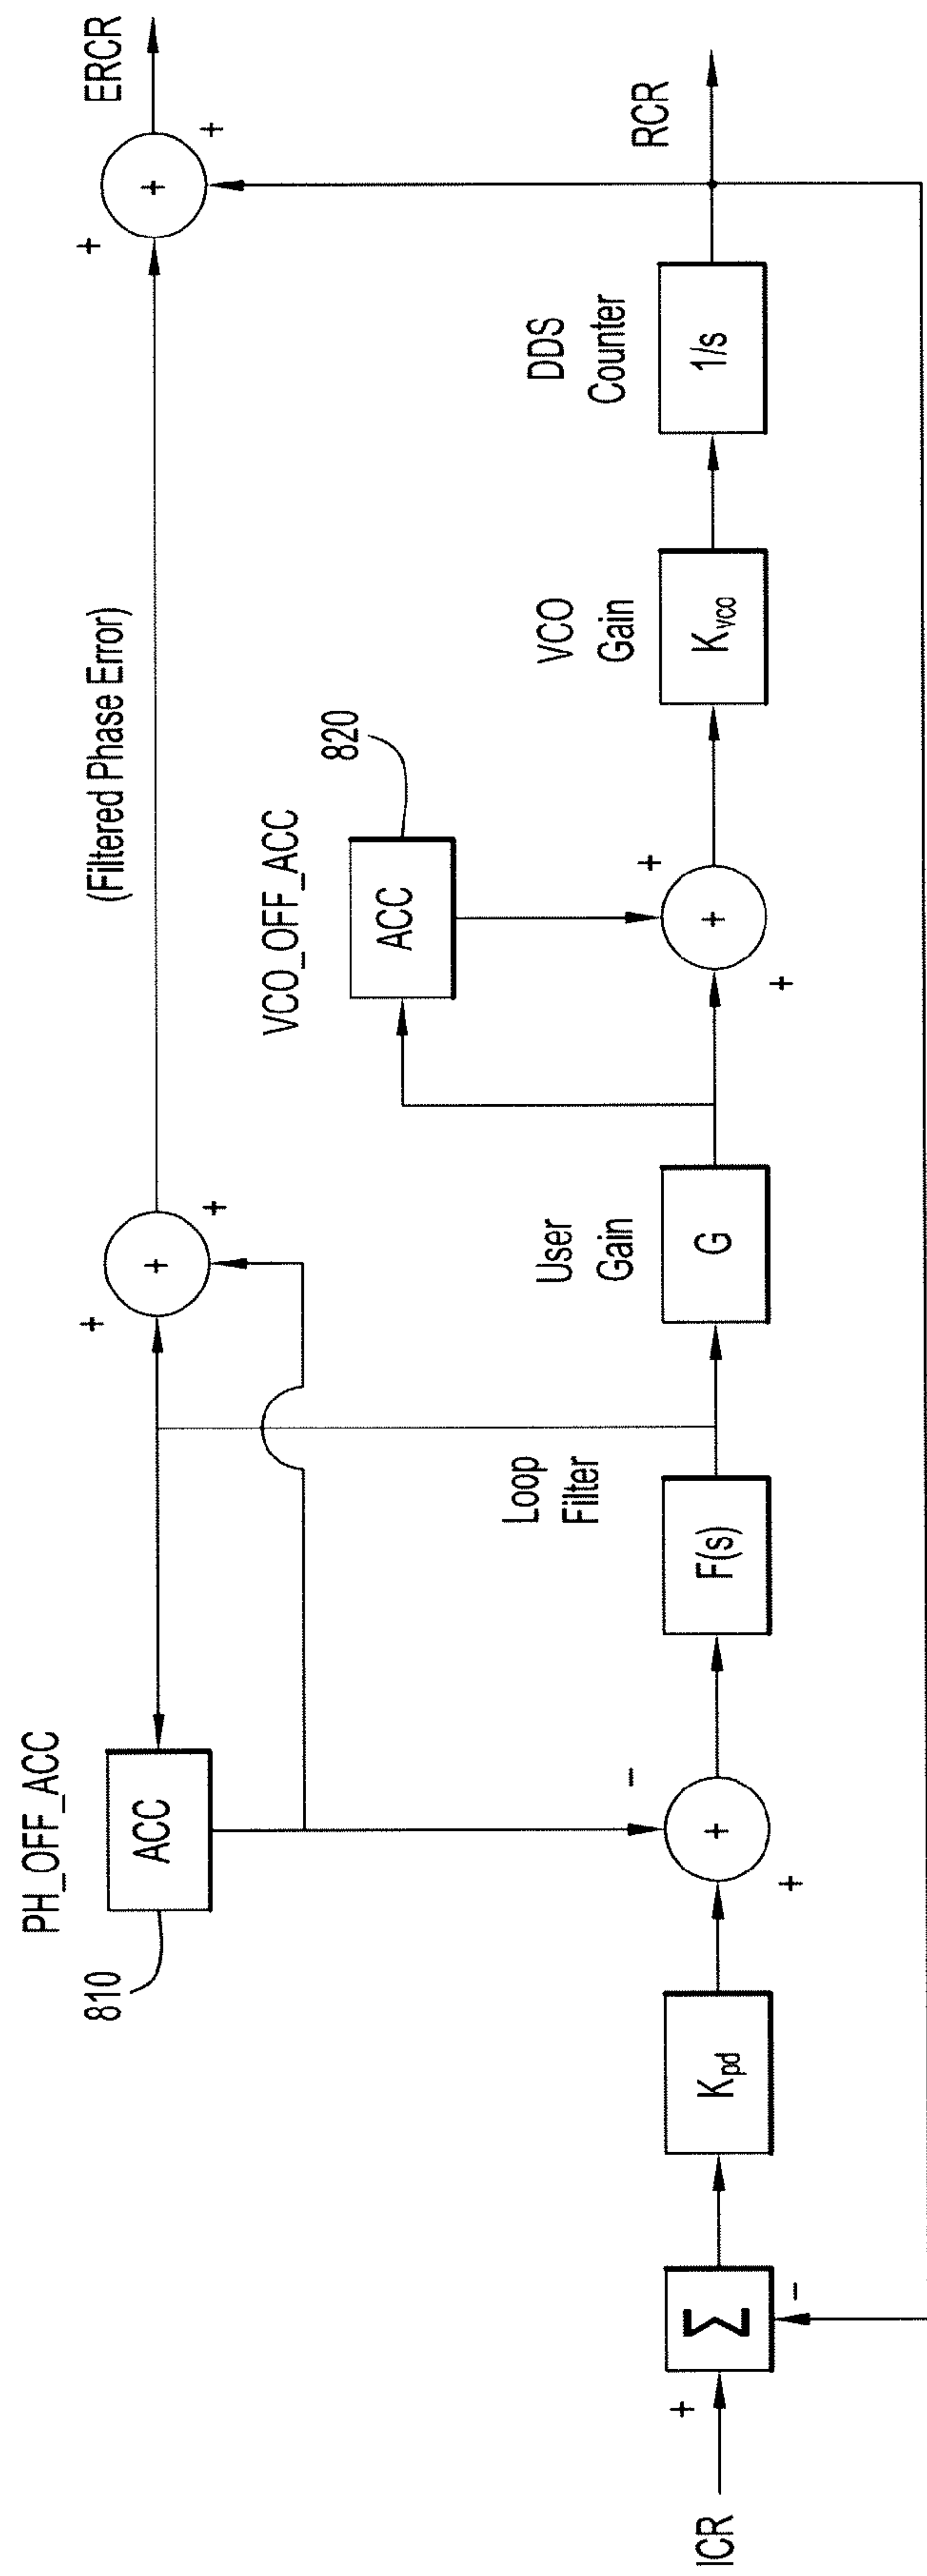 ERCR
RCR
(Filtered Phase Error)
DDS
Counter
1/s
VCO
Gain
Kvco
820
VCO_OFF_ACC
ACC
User
Gain
G
Loop
Filter
F(s)
PH_OFF_ACC
ACC
810
Kpd
Σ
ICR
+
+
+
+
+
+
+
+
+
-
+
+
+
-